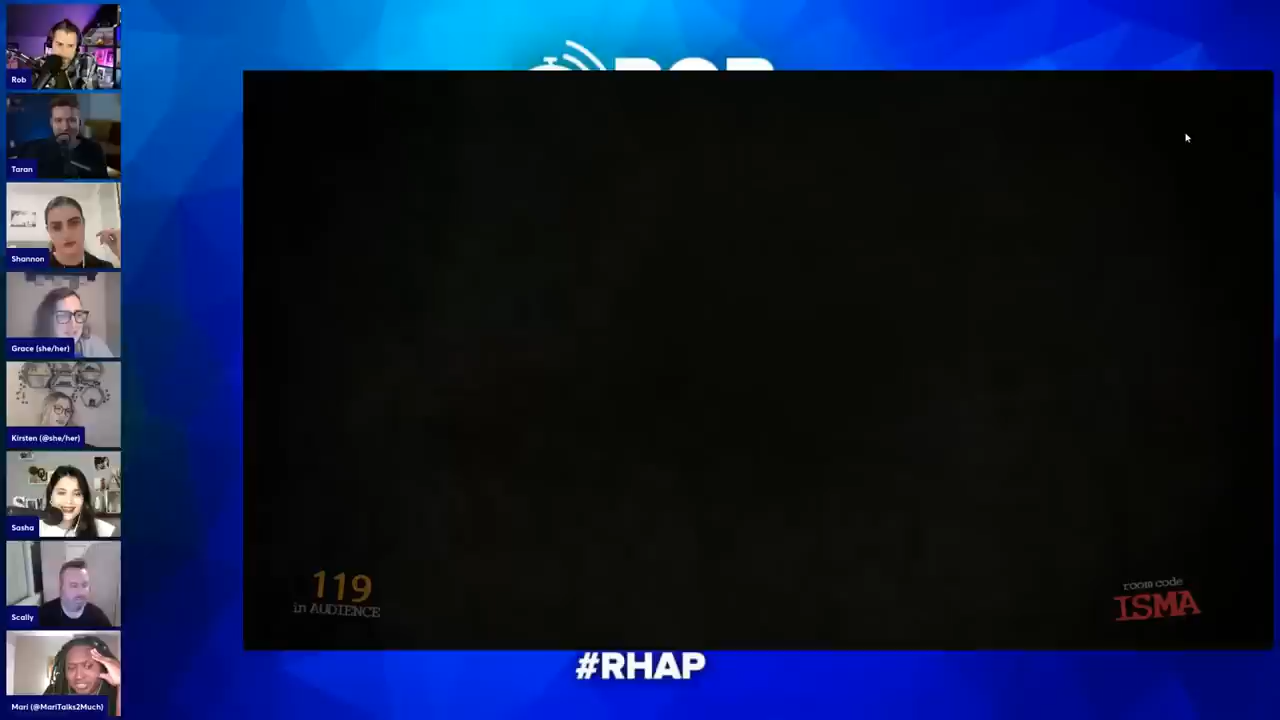 Rob
Taran
Shannon
Grace (she/her)
Kirsten (@she/her)
Sasha
Scally
Mari (@MariTalks2Much)
119
in AUDIENCE
room code
ISMA
#RHAP